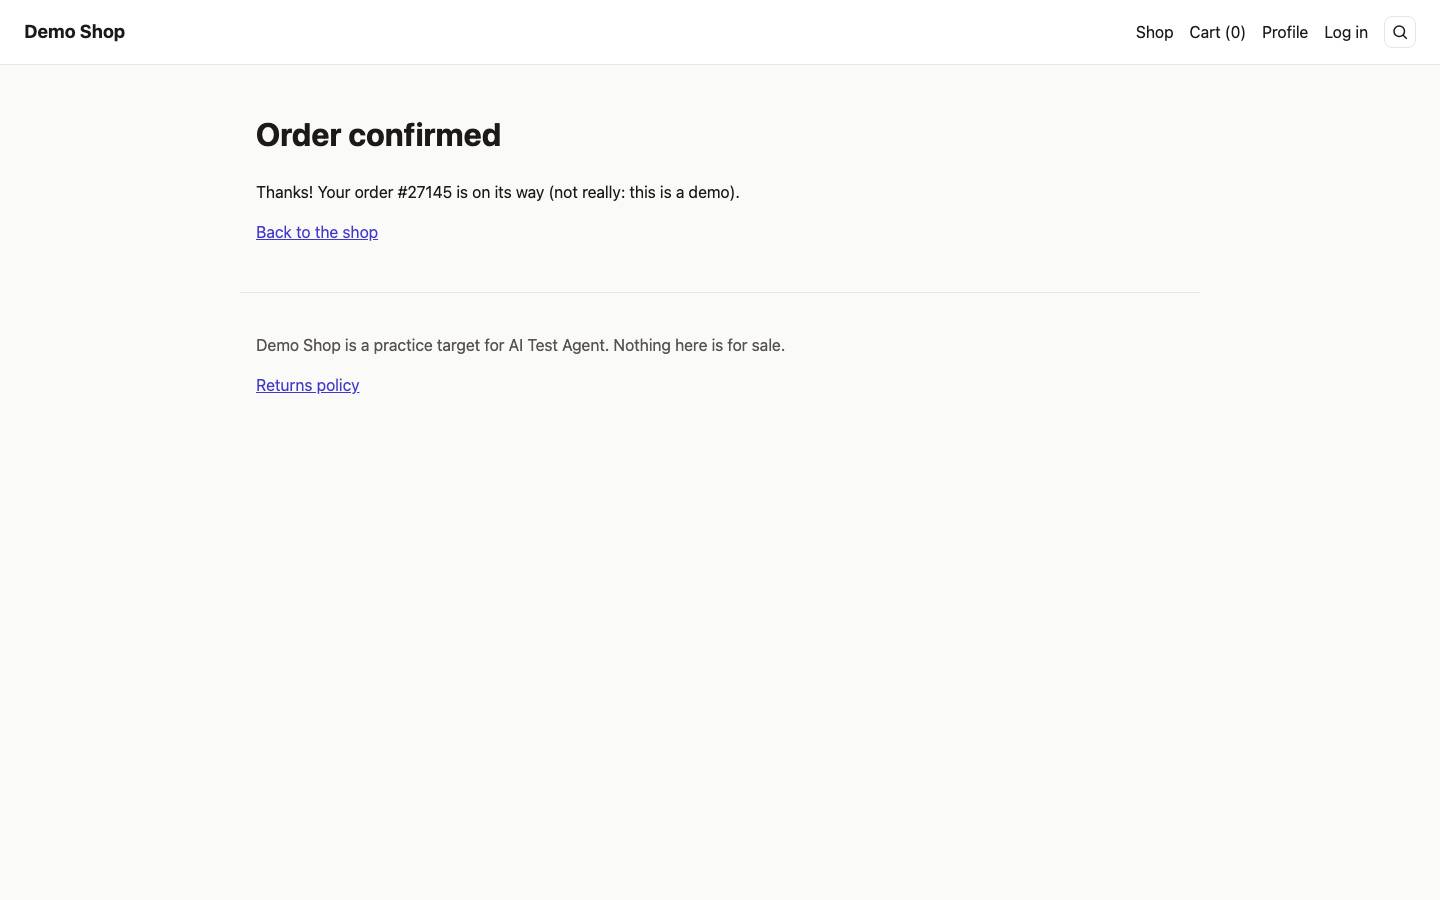 Demo Shop
Shop Cart (0) Profile Log in
Order confirmed
Thanks! Your order #27145 is on its way (not really: this is a demo).
Back to the shop
Demo Shop is a practice target for AI Test Agent. Nothing here is for sale.
Returns policy